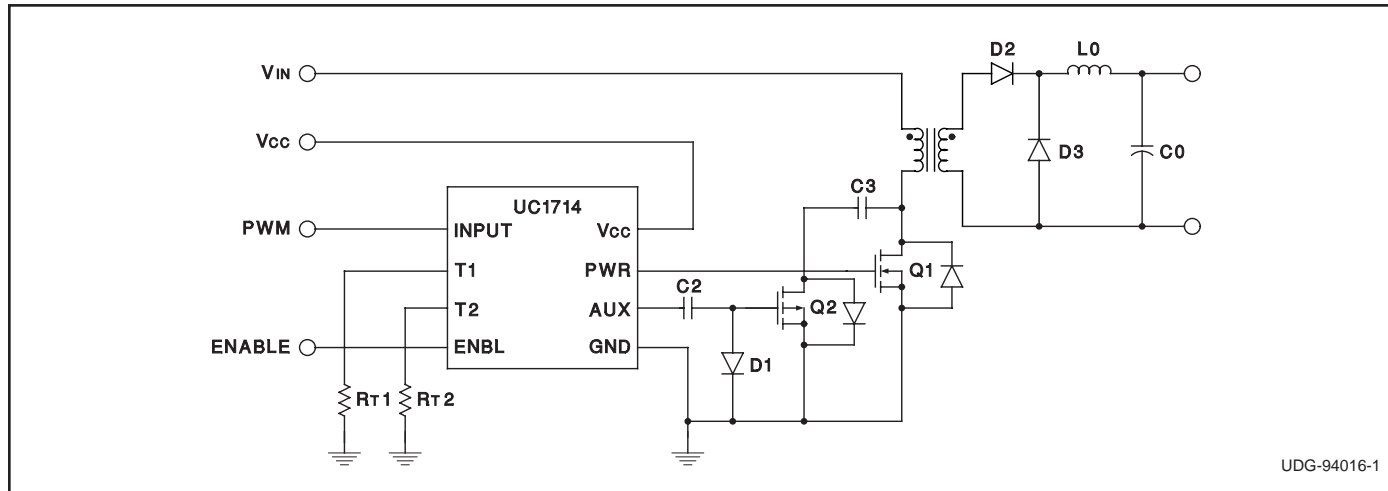 D2
L0
VIN
VCC
D3
C0
C3
UC1714
PWM
INPUT
VCC
T1
PWR
Q1
C2
T2
AUX
Q2
ENABLE
ENBL
GND
D1
RT1
RT2
UDG-94016-1